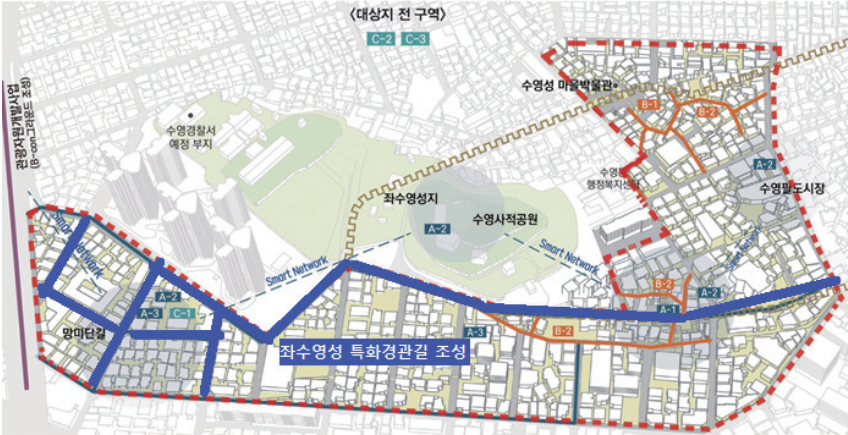 〈대상지 전 구역〉
C-2 C-3
관광자원개발사업
(B-con그라운드 조성)
수영경찰서
예정 부지
수영성 마을박물관
B-1
B-2
A-2
수영동
행정복지센터
수영팔도시장
좌수영성지
수영사적공원
A-2
Smart Network
Smart Network
Smart Network
Smart Network
A-2
A-3 C-1
망미단길
B-2
A-2
A-1
A-3
B-2
좌수영성 특화경관길 조성